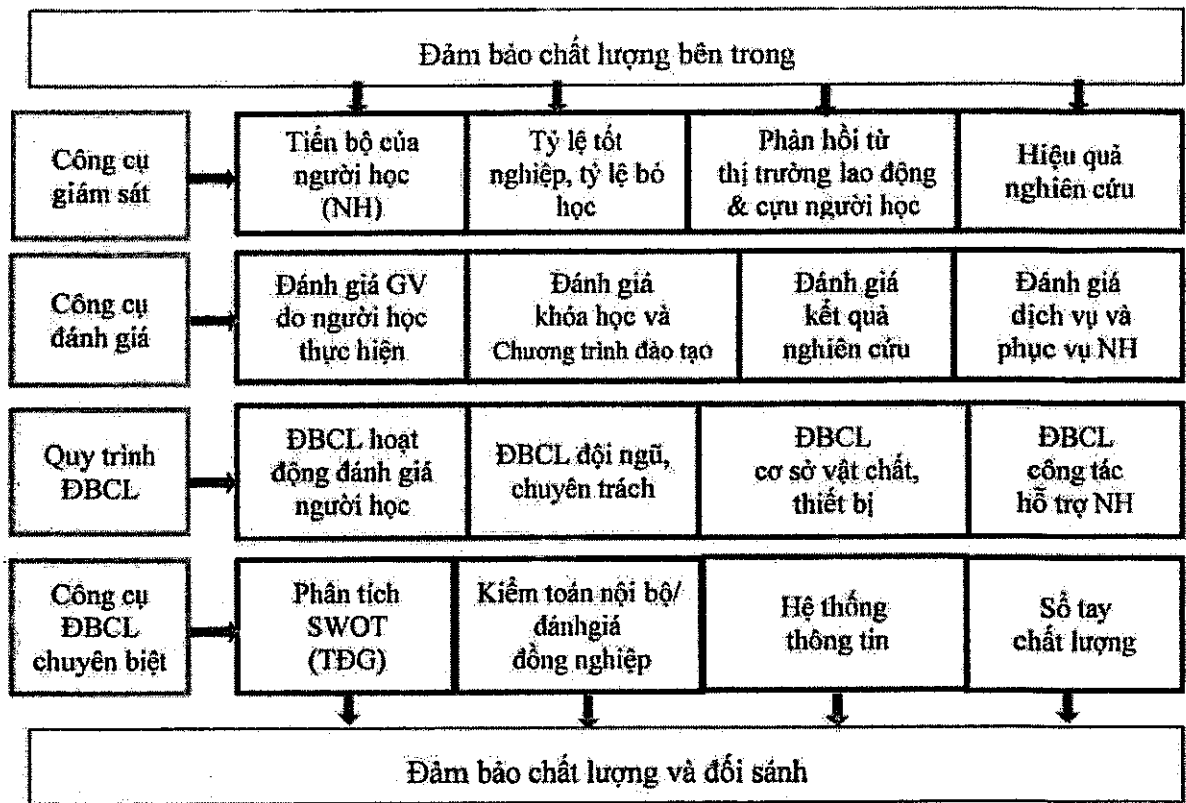 Đảm bảo chất lượng bên trong
Công cụ
giám sát
Tiến bộ của
người học
(NH)
Tỷ lệ tốt
nghiệp, tỷ lệ bỏ
học
Phản hồi từ
thị trường lao động
& cựu người học
Hiệu quả
nghiên cứu
Công cụ
đánh giá
Đánh giá GV
do người học
thực hiện
Đánh giá
khóa học và
Chương trình đào tạo
Đánh giá
kết quả
nghiên cứu
Đánh giá
dịch vụ và
phục vụ NH
Quy trình
ĐBCL
ĐBCL hoạt
động đánh giá
người học
ĐBCL đội ngũ,
chuyên trách
ĐBCL
cơ sở vật chất,
thiết bị
ĐBCL
công tác
hỗ trợ NH
Công cụ
ĐBCL
chuyên biệt
Phân tích
SWOT
(TĐG)
Kiểm toán nội bộ/
đánhgiá
đồng nghiệp
Hệ thống
thông tin
Sổ tay
chất lượng
Đảm bảo chất lượng và đối sánh